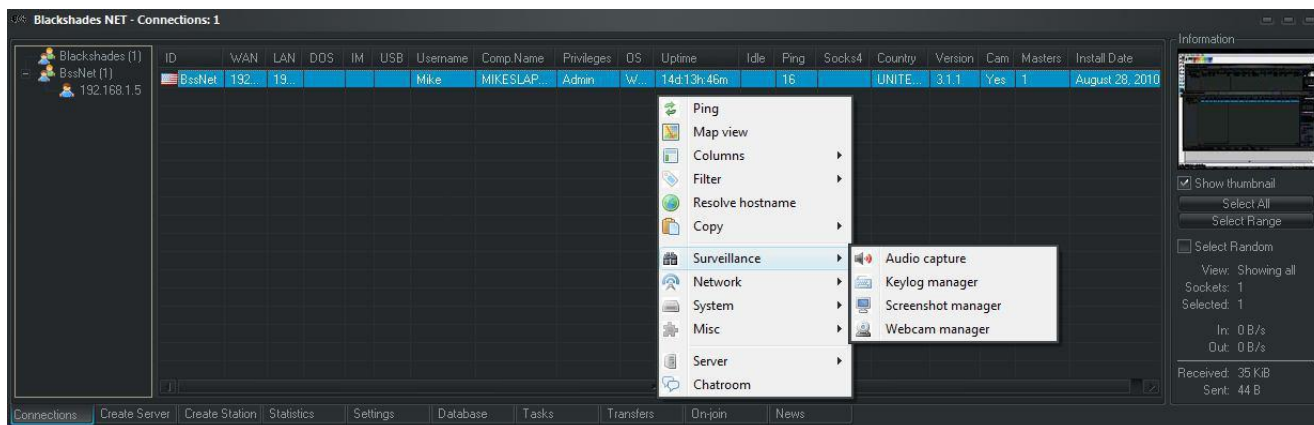 Blackshades NET - Connections: 1
Blackshades (1)
BssNet (1)
192.168.1.5
ID WAN LAN DOS IM USB Username Comp.Name Privileges OS Uptime Idle Ping Socks4 Country Version Cam Masters Install Date
BssNet 192... 19... Mike MIKESLAP... Admin W... 14d:13h:46m 16 UNITE... 3.1.1 Yes 1 August 28, 2010
Ping
Map view
Columns
Filter
Resolve hostname
Copy
Surveillance
Network
System
Misc
Server
Chatroom
Audio capture
Keylog manager
Screenshot manager
Webcam manager
Information
Show thumbnail
Select All
Select Range
Select Random
View: Showing all
Sockets: 1
Selected: 1
In: 0 B/s
Out: 0 B/s
Received: 35 KiB
Sent: 44 B
Connections Create Server Create Station Statistics Settings Database Tasks Transfers On-join News